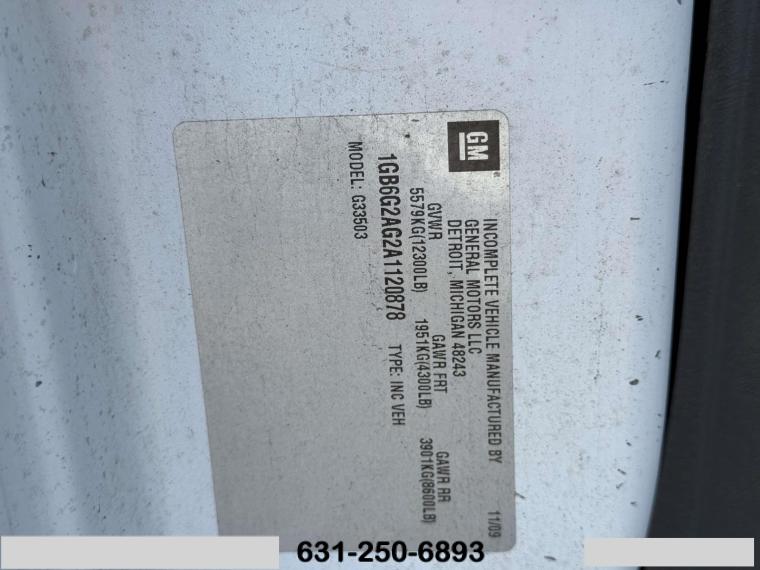 GM
INCOMPLETE VEHICLE MANUFACTURED BY
GENERAL MOTORS LLC
DETROIT, MICHIGAN 48243
11/09
GVWR GAWR FRT GAWR RR
5579KG(12300LB) 1951KG(4300LB) 3901KG(8600LB)
1GB6G2AG2A1120878 TYPE: INC VEH
MODEL: G33503
631-250-6893